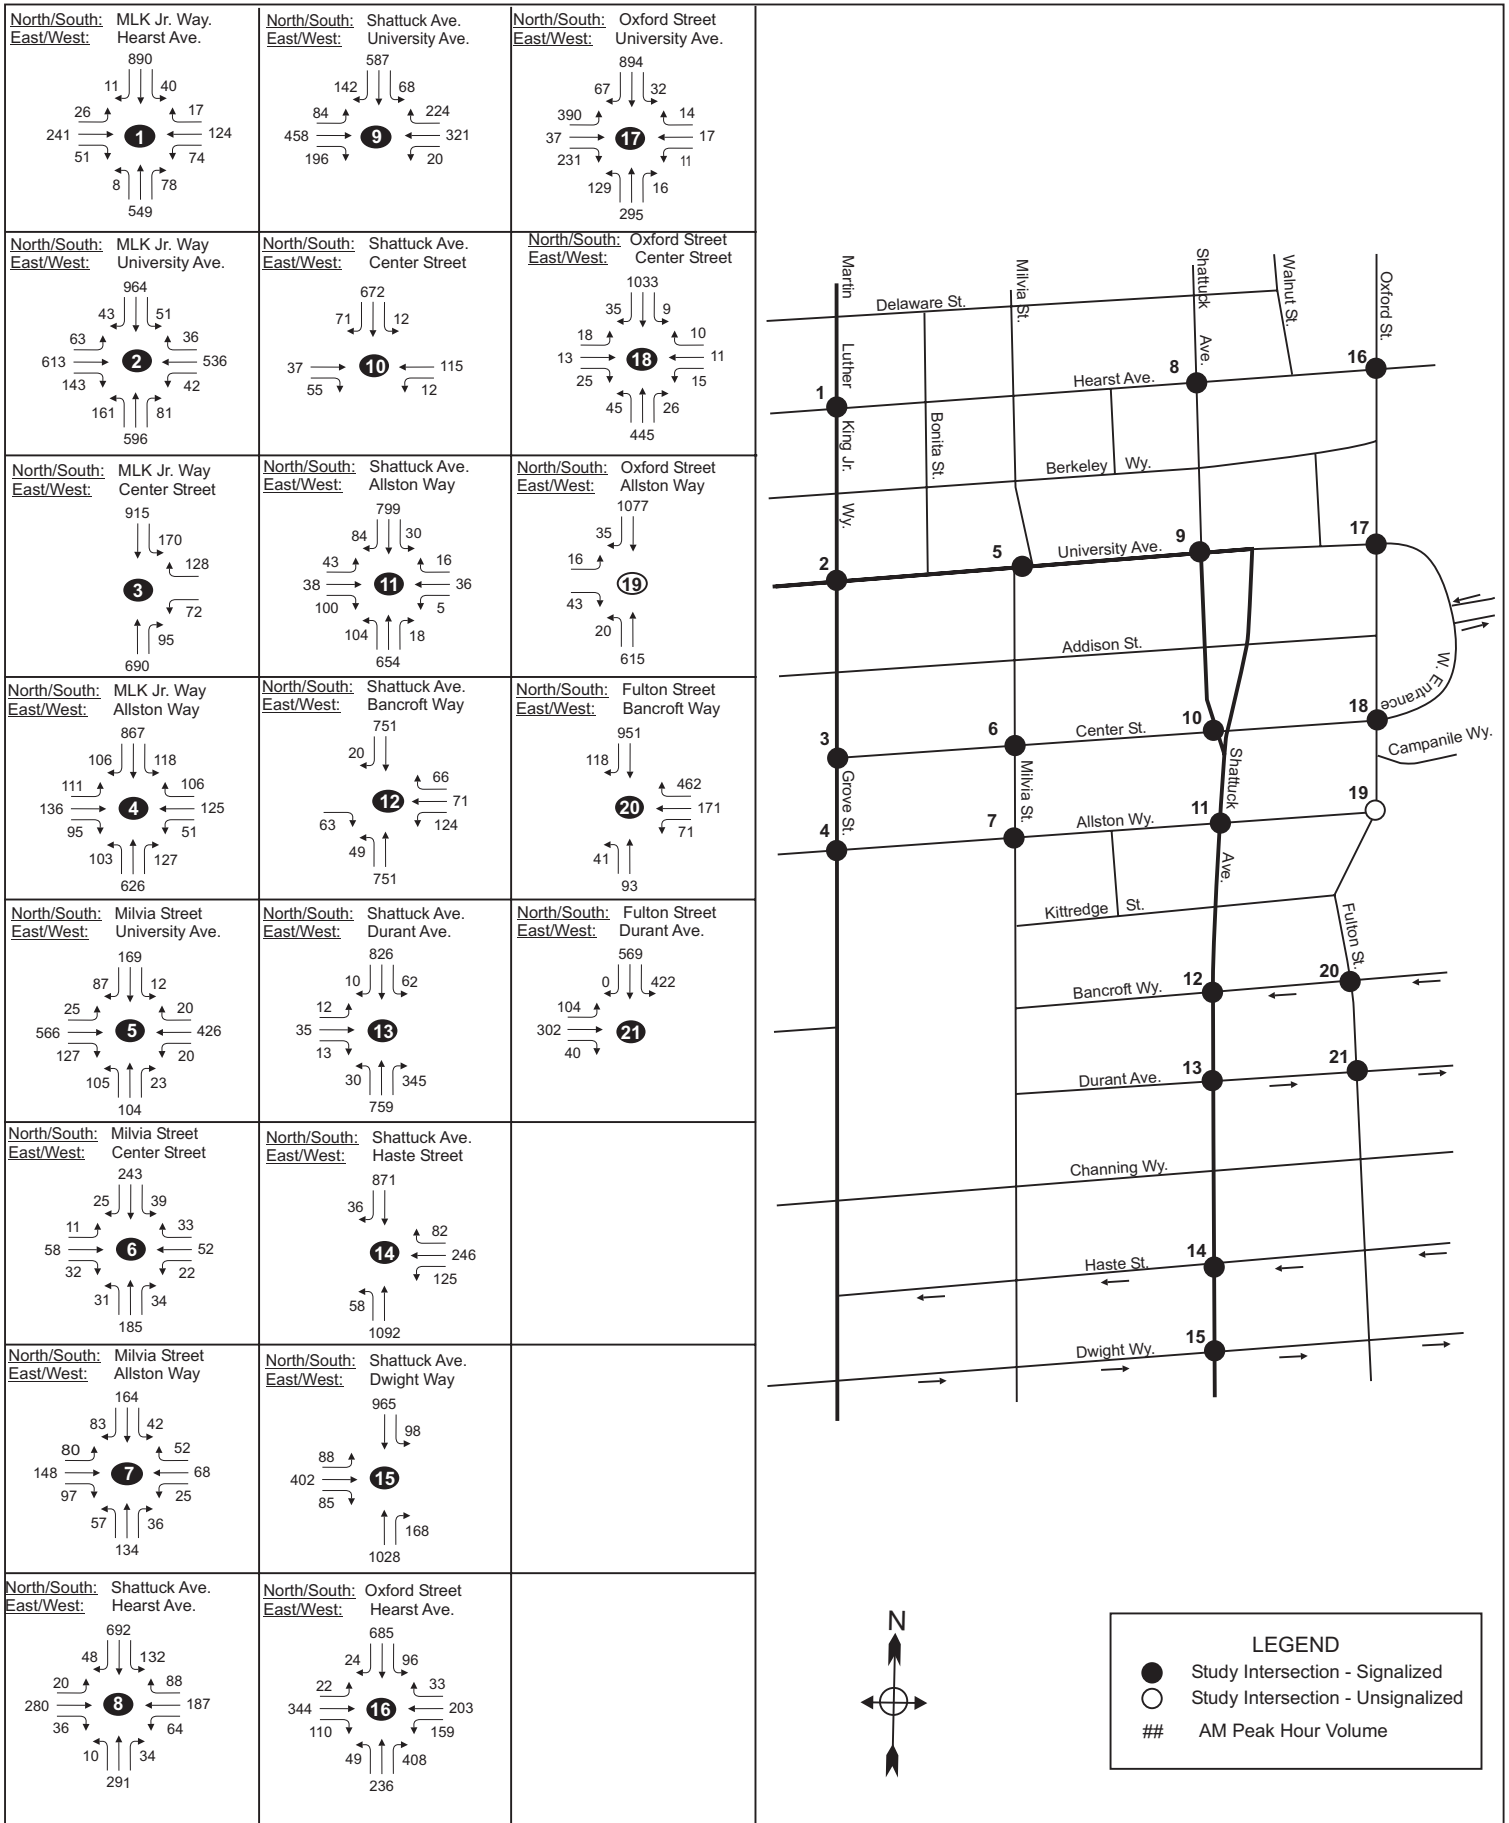 North/South: MLK Jr. Way.
East/West: Hearst Ave.
890
11 40
26 17
241 1 124
51 74
8 78
549
North/South: Shattuck Ave.
East/West: University Ave.
587
142 68
84 224
458 9 321
196 20
North/South: Oxford Street
East/West: University Ave.
894
67 32
390 14
37 17 17
231 11
129 16
295
North/South: MLK Jr. Way
East/West: University Ave.
964
43 51
63 36
613 2 536
143 42
161 81
596
North/South: Shattuck Ave.
East/West: Center Street
672
71 12
37 10 115
55 12
North/South: Oxford Street
East/West: Center Street
1033
35 9
18 10
13 18 11
25 15
45 26
445
North/South: MLK Jr. Way
East/West: Center Street
915
170
128
3
72
95
690
North/South: Shattuck Ave.
East/West: Allston Way
799
84 30
43 16
38 11 36
100 5
104 18
654
North/South: Oxford Street
East/West: Allston Way
1077
35
16
19
43
20
615
North/South: MLK Jr. Way
East/West: Allston Way
867
106 118
111 106
136 4 125
95 51
103 127
626
North/South: Shattuck Ave.
East/West: Bancroft Way
751
20
66
12 71
63 124
49
751
North/South: Fulton Street
East/West: Bancroft Way
951
118
462
20 171
71
41
93
North/South: Milvia Street
East/West: University Ave.
169
87 12
25 20
566 5 426
127 20
105 23
104
North/South: Shattuck Ave.
East/West: Durant Ave.
826
10 62
12
35 13
13
30 345
759
North/South: Fulton Street
East/West: Durant Ave.
569
0 422
104
302 21
40
North/South: Milvia Street
East/West: Center Street
243
25 39
11 33
58 6 52
32 22
31 34
185
North/South: Shattuck Ave.
East/West: Haste Street
871
36
82
14 246
125
58
1092
North/South: Milvia Street
East/West: Allston Way
164
83 42
80 52
148 7 68
97 25
57 36
134
North/South: Shattuck Ave.
East/West: Dwight Way
965
98
88
402 15
85
168
1028
North/South: Shattuck Ave.
East/West: Hearst Ave.
692
48 132
20 88
280 8 187
36 64
10 34
291
North/South: Oxford Street
East/West: Hearst Ave.
685
24 96
22 33
344 16 203
110 159
49 408
236
Martin Luther King Jr. Wy.
Grove St.
Milvia St.
Milvia St.
Shattuck Ave.
Shattuck Ave.
Walnut St.
Oxford St.
Bonita St.
Fulton St.
Delaware St.
Hearst Ave.
Berkeley Wy.
University Ave.
Addison St.
Center St.
W. Entrance
Campanile Wy.
Allston Wy.
Kittredge St.
Bancroft Wy.
Durant Ave.
Channing Wy.
Haste St.
Dwight Wy.
1
8
16
2
5
9
17
3
6
10
18
4
7
11
19
12
20
13
21
14
15
N
LEGEND
Study Intersection - Signalized
Study Intersection - Unsignalized
## AM Peak Hour Volume